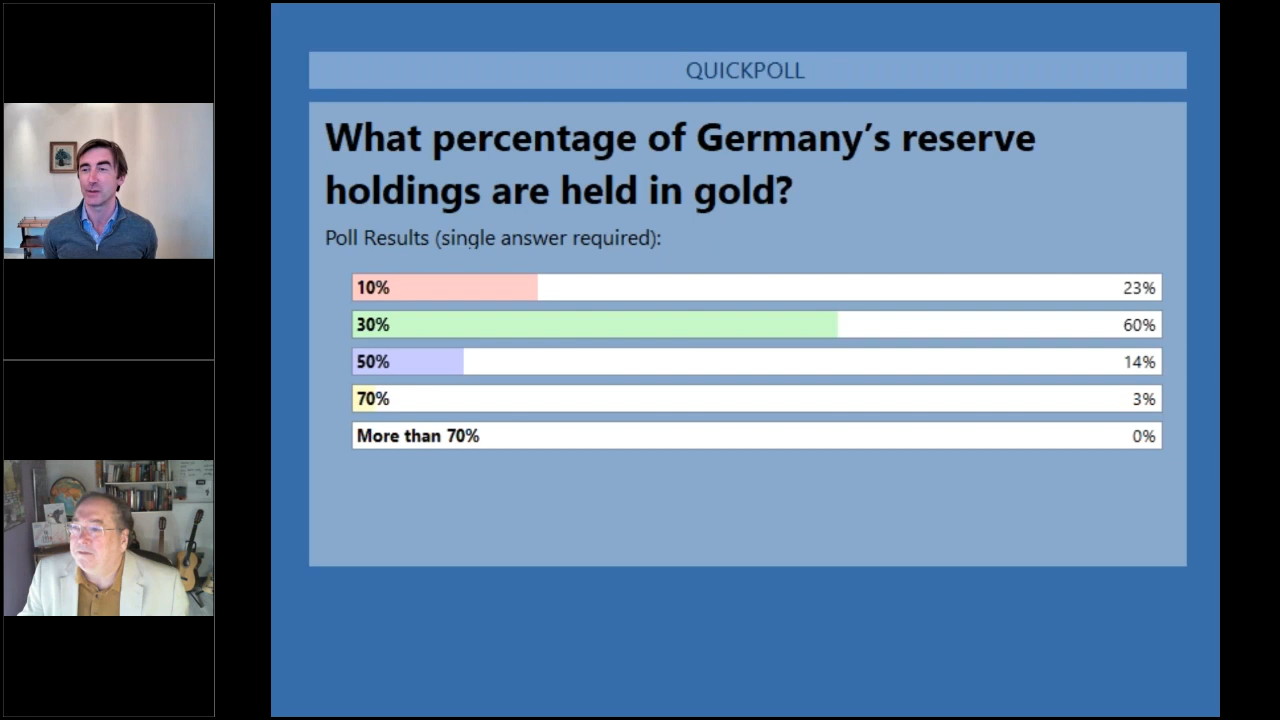 QUICKPOLL
What percentage of Germany’s reserve
holdings are held in gold?
Poll Results (single answer required):
10% 23%
30% 60%
50% 14%
70% 3%
More than 70% 0%